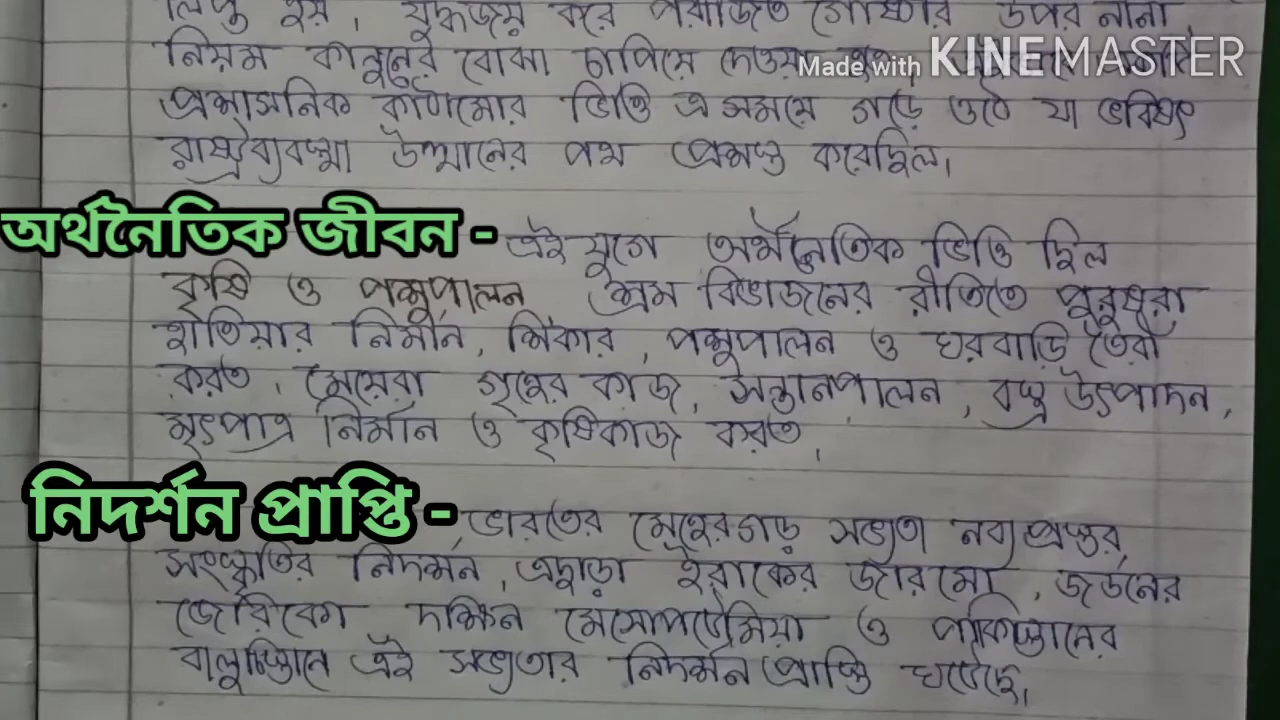 লিপ্ত হয়। যুদ্ধজয় করে পরাজিত গোষ্ঠীর উপর নানা
নিয়ম কানুনের বোঝা চাপিয়ে দেওয়া
Made with KINEMASTER
প্রশাসনিক কাঠামোর ভিত্তি এ সময়ে গড়ে ওঠে যা ভবিষ্যৎ
রাষ্ট্রব্যবস্থা উত্থানের পথ প্রশস্ত করেছিল।
অর্থনৈতিক জীবন - এই যুগে অর্থনৈতিক ভিত্তি ছিল
কৃষি ও পশুপালন শ্রম বিভাজনের রীতিতে পুরুষরা
হাতিয়ার নির্মান, শিকার, পশুপালন ও ঘরবাড়ি তৈরী
করত। মেয়েরা গৃহের কাজ, সন্তানপালন, বস্ত্র উৎপাদন,
মৃৎপাত্র নির্মান ও কৃষিকাজ করত।
নিদর্শন প্রাপ্তি - ভারতের মেহেরগড় সভ্যতা নব্যপ্রস্তর
সংস্কৃতির নিদর্শন, এছাড়া ইরাকের জারমো, জর্ডনের
জেরিকো দক্ষিন মেসোপটেমিয়া ও পাকিস্তানের
বালুচিস্তানে এই সভ্যতার নিদর্শন প্রাপ্তি ঘটেছে।